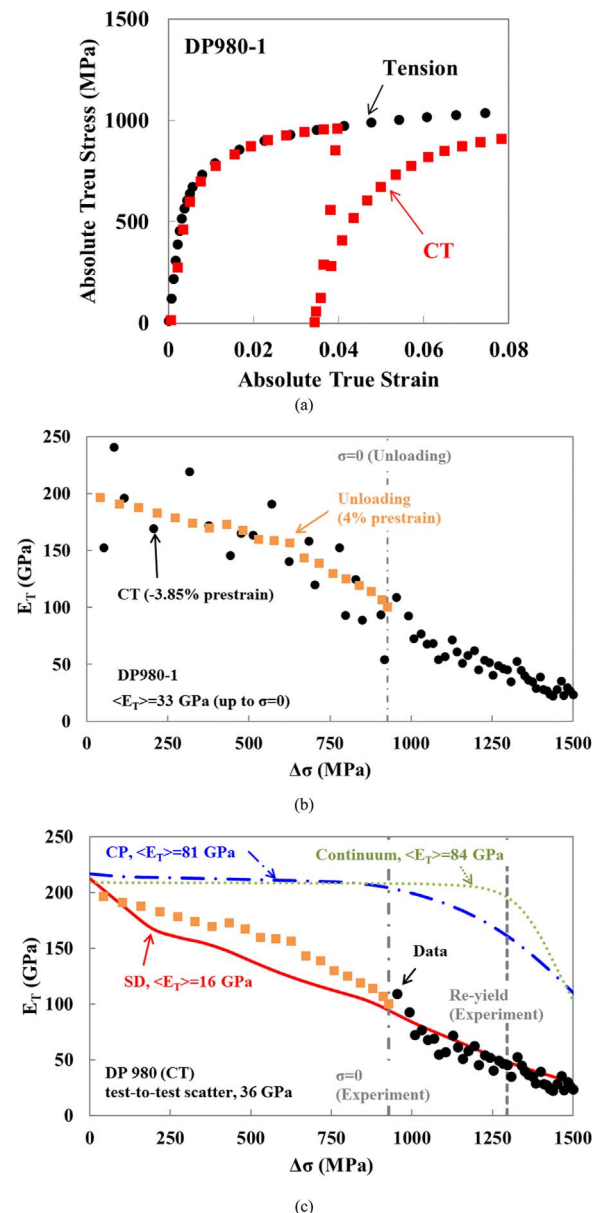 1500
DP980-1
Tension
1000
500
CT
0
0
0.02
0.04
0.06
0.08
Absolute Treu Stress (MPa)
Absolute True Strain
(a)
250
σ=0 (Unloading)
200
Unloading
(4% prestrain)
150
CT (-3.85% prestrain)
100
50
DP980-1
<E_T>=33 GPa (up to σ=0)
0
0
250
500
750
1000
1250
1500
E_T (GPa)
Δσ (MPa)
(b)
250
CP, <E_T>=81 GPa
Continuum, <E_T>=84 GPa
200
150
SD, <E_T>=16 GPa
Data
100
Re-yield
(Experiment)
50
DP 980 (CT)
test-to-test scatter, 36 GPa
σ=0
(Experiment)
0
0
250
500
750
1000
1250
1500
E_T (GPa)
Δσ (MPa)
(c)